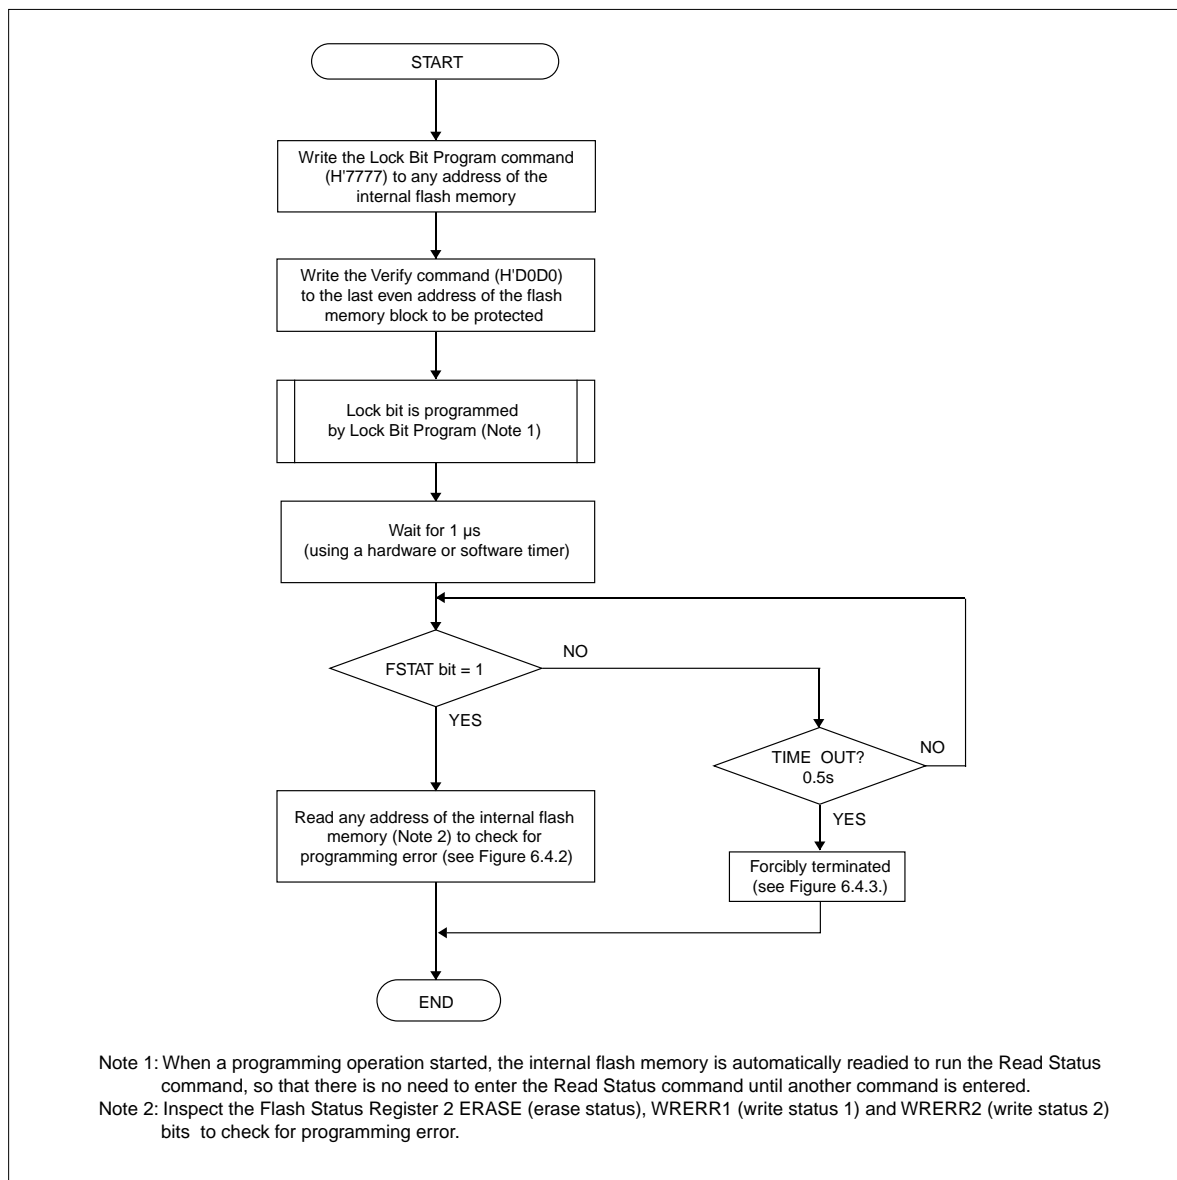 START
Write the Lock Bit Program command
(H'7777) to any address of the
internal flash memory
Write the Verify command (H'D0D0)
to the last even address of the flash
memory block to be protected
Lock bit is programmed
by Lock Bit Program (Note 1)
Wait for 1 µs
(using a hardware or software timer)
FSTAT bit = 1
NO
YES
TIME OUT?
0.5s
NO
YES
Read any address of the internal flash
memory (Note 2) to check for
programming error (see Figure 6.4.2)
Forcibly terminated
(see Figure 6.4.3.)
END
Note 1: When a programming operation started, the internal flash memory is automatically readied to run the Read Status
command, so that there is no need to enter the Read Status command until another command is entered.
Note 2: Inspect the Flash Status Register 2 ERASE (erase status), WRERR1 (write status 1) and WRERR2 (write status 2)
bits to check for programming error.